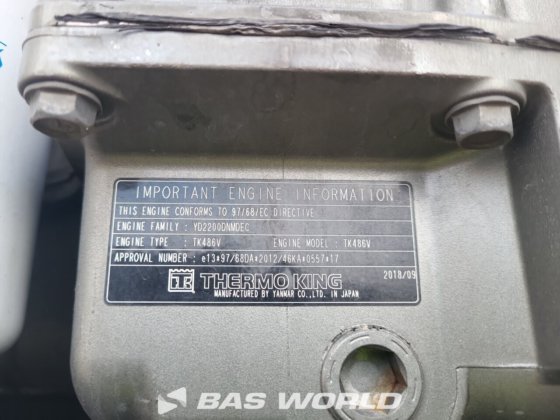 IMPORTANT ENGINE INFORMATION
THIS ENGINE CONFORMS TO 97/68/EC DIRECTIVE
ENGINE FAMILY : YD2200DNMDEC
ENGINE TYPE : TK486V ENGINE MODEL : TK486V
APPROVAL NUMBER : e13*97/68DA*2012/46KA*0557*17
THERMO KING 2018/09
MANUFACTURED BY YANMAR CO.,LTD. IN JAPAN
BAS WORLD